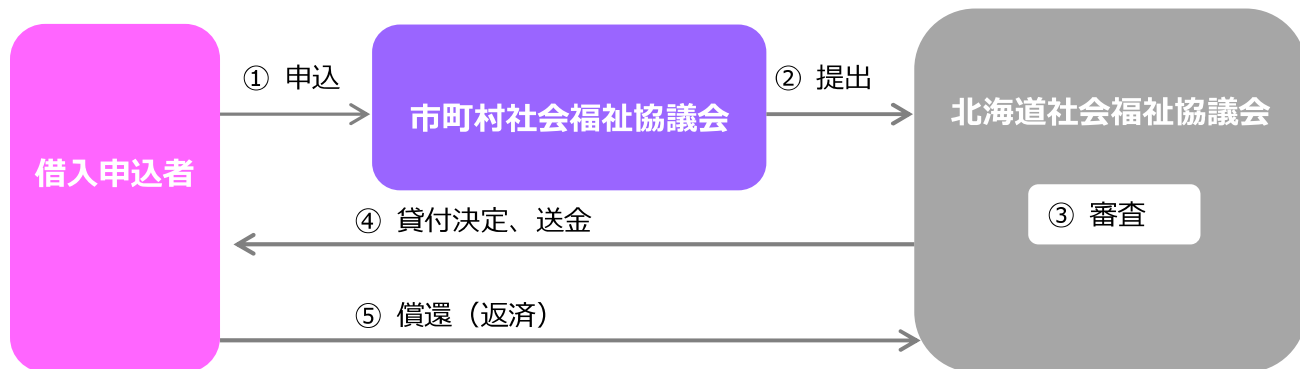 ① 申込
② 提出
市町村社会福祉協議会
北海道社会福祉協議会
借入申込者
③ 審査
④ 貸付決定、送金
⑤ 償還（返済）